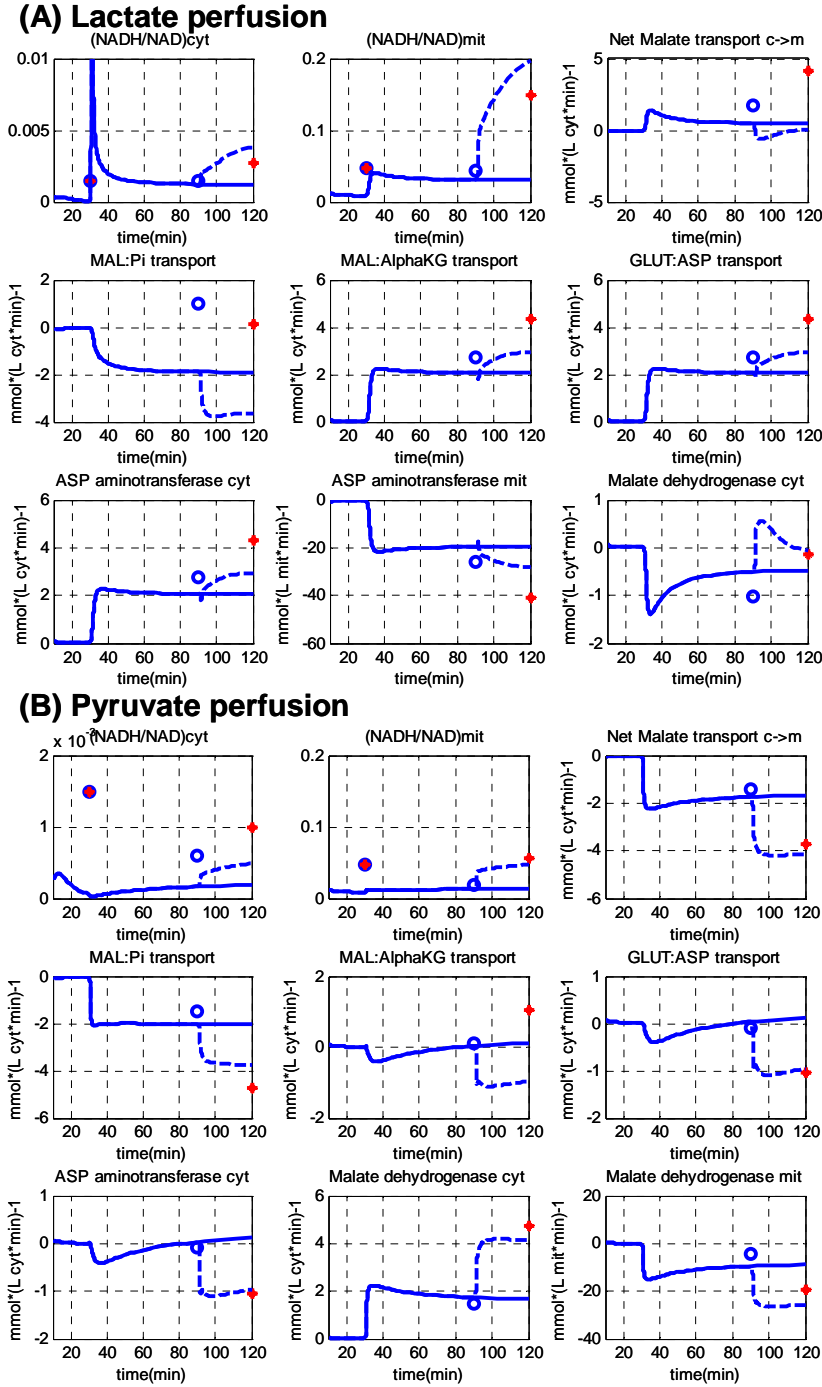 (A) Lactate perfusion
(NADH/NAD)cyt
0.01
0.005
0
20 40 60 80 100 120
time(min)
(NADH/NAD)mit
0.2
0.1
0
20 40 60 80 100 120
time(min)
Net Malate transport c->m
mmol*(L cyt*min)-1
5
0
-5
20 40 60 80 100 120
time(min)
MAL:Pi transport
mmol*(L cyt*min)-1
2
0
-2
-4
20 40 60 80 100 120
time(min)
MAL:AlphaKG transport
mmol*(L cyt*min)-1
6
4
2
0
20 40 60 80 100 120
time(min)
GLUT:ASP transport
mmol*(L cyt*min)-1
6
4
2
0
20 40 60 80 100 120
time(min)
ASP aminotransferase cyt
mmol*(L cyt*min)-1
6
4
2
0
20 40 60 80 100 120
time(min)
ASP aminotransferase mit
mmol*(L mit*min)-1
0
-20
-40
-60
20 40 60 80 100 120
time(min)
Malate dehydrogenase cyt
mmol*(L cyt*min)-1
1
0
-1
-2
20 40 60 80 100 120
time(min)
(B) Pyruvate perfusion
x 10
(NADH/NAD)cyt
2
1
0
20 40 60 80 100 120
time(min)
(NADH/NAD)mit
0.2
0.1
0
20 40 60 80 100 120
time(min)
Net Malate transport c->m
mmol*(L cyt*min)-1
0
-2
-4
-6
20 40 60 80 100 120
time(min)
MAL:Pi transport
mmol*(L cyt*min)-1
0
-2
-4
-6
20 40 60 80 100 120
time(min)
MAL:AlphaKG transport
mmol*(L cyt*min)-1
2
0
-2
20 40 60 80 100 120
time(min)
GLUT:ASP transport
mmol*(L cyt*min)-1
1
0
-1
-2
20 40 60 80 100 120
time(min)
ASP aminotransferase cyt
mmol*(L cyt*min)-1
1
0
-1
-2
20 40 60 80 100 120
time(min)
Malate dehydrogenase cyt
mmol*(L cyt*min)-1
6
4
2
0
20 40 60 80 100 120
time(min)
Malate dehydrogenase mit
mmol*(L mit*min)-1
20
0
-20
-40
20 40 60 80 100 120
time(min)